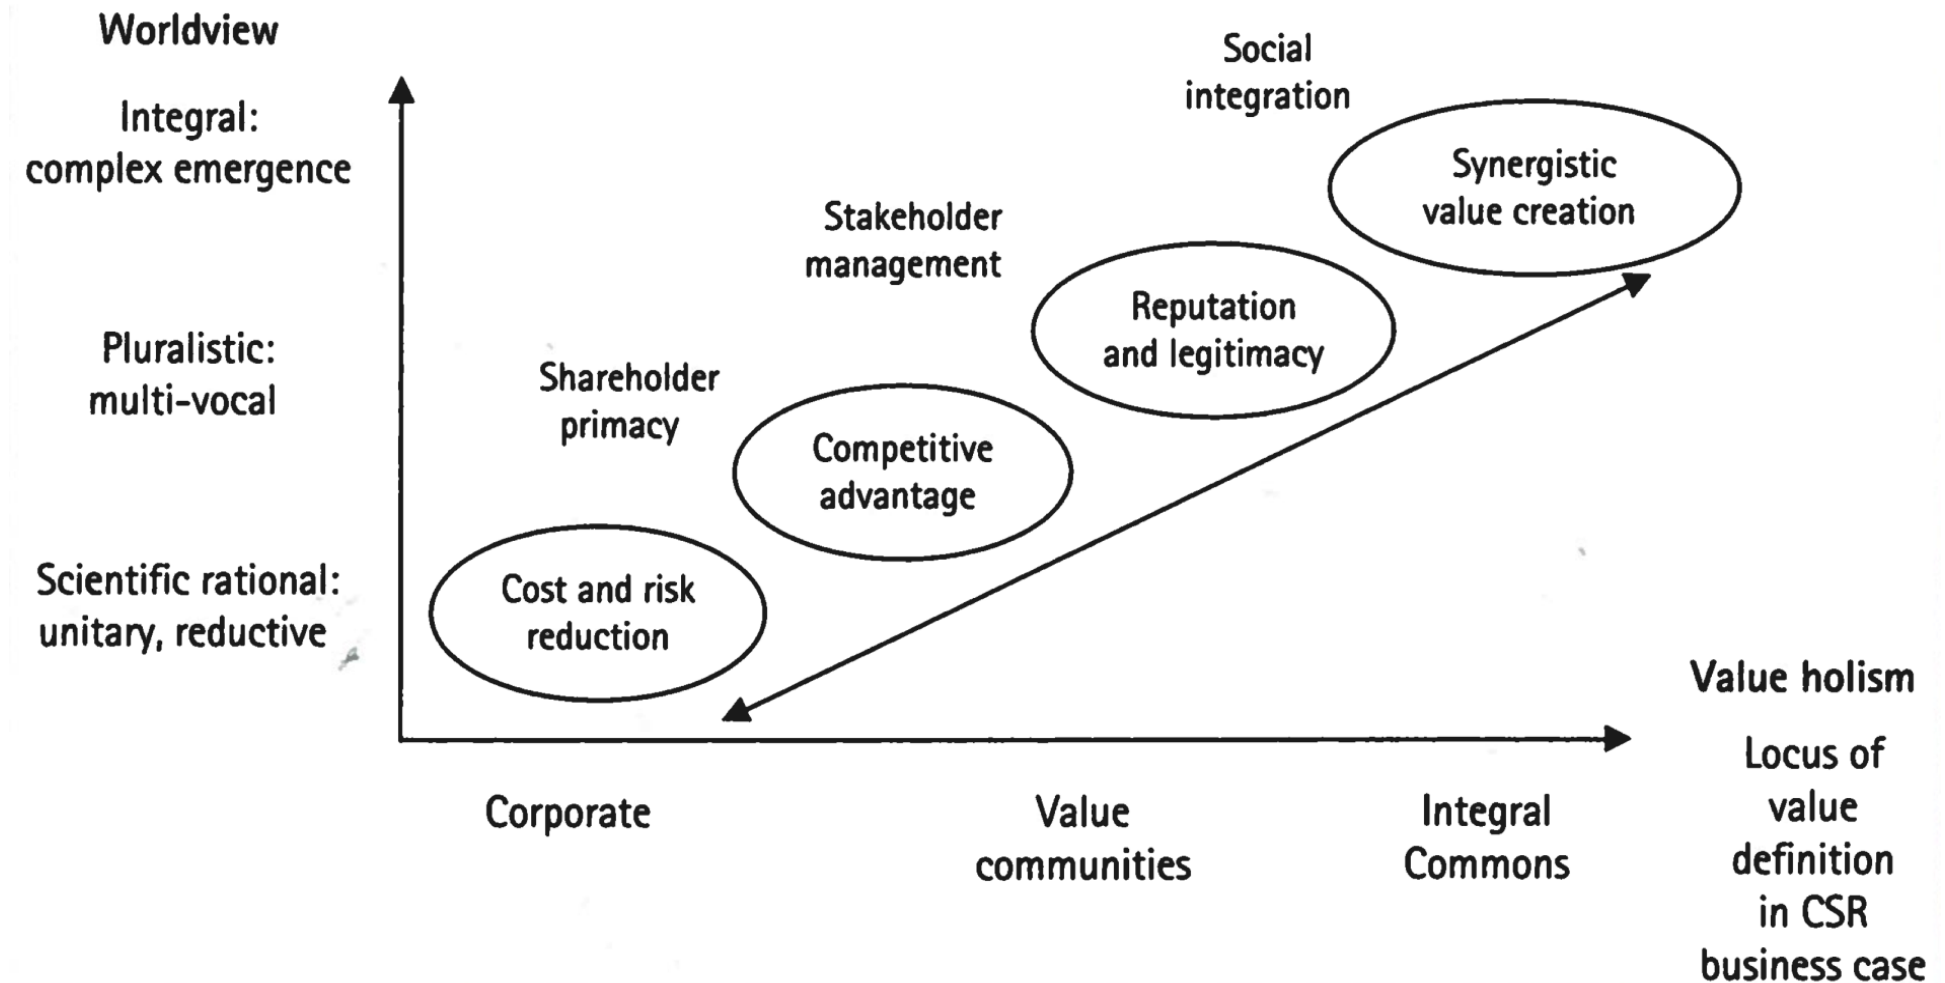 Worldview
Integral:
complex emergence
Pluralistic:
multi-vocal
Scientific rational:
unitary, reductive
Social
integration
Synergistic
value creation
Stakeholder
management
Reputation
and legitimacy
Shareholder
primacy
Competitive
advantage
Cost and risk
reduction
Corporate
Value
communities
Integral
Commons
Value holism
Locus of
value
definition
in CSR
business case